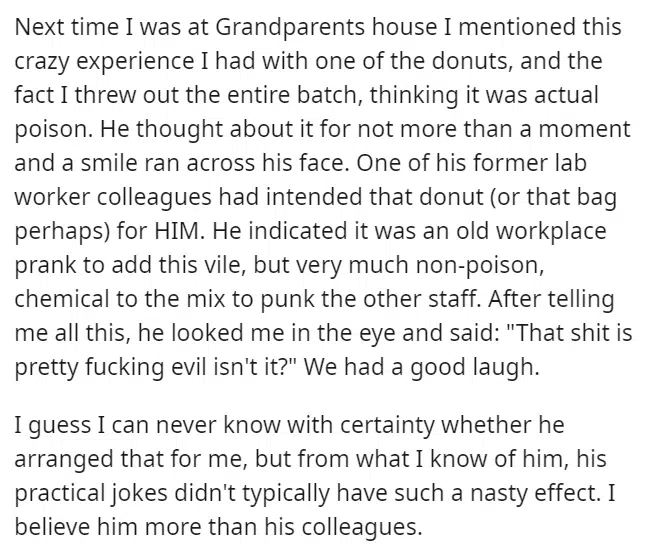 Next time I was at Grandparents house I mentioned this
crazy experience I had with one of the donuts, and the
fact I threw out the entire batch, thinking it was actual
poison. He thought about it for not more than a moment
and a smile ran across his face. One of his former lab
worker colleagues had intended that donut (or that bag
perhaps) for HIM. He indicated it was an old workplace
prank to add this vile, but very much non-poison,
chemical to the mix to punk the other staff. After telling
me all this, he looked me in the eye and said: "That shit is
pretty fucking evil isn't it?" We had a good laugh.
I guess I can never know with certainty whether he
arranged that for me, but from what I know of him, his
practical jokes didn't typically have such a nasty effect. I
believe him more than his colleagues.